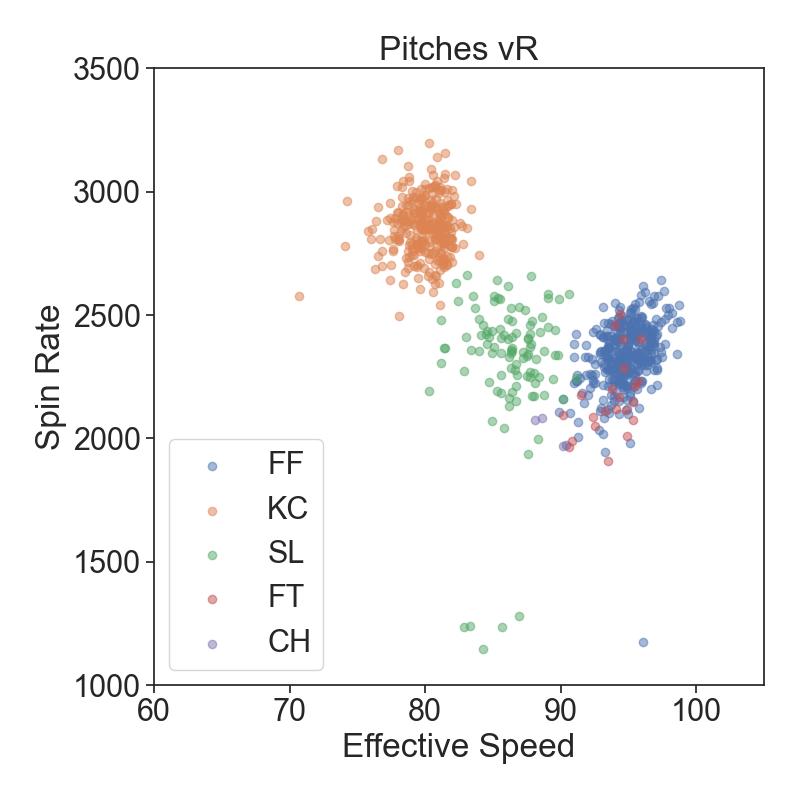 Pitches vR
3500
3000
2500
2000
1500
1000
Spin Rate
FF
KC
SL
FT
CH
60 70 80 90 100
Effective Speed